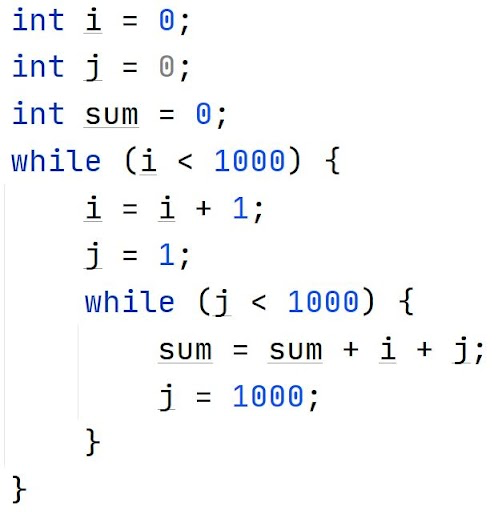 int i = 0;
int j = 0;
int sum = 0;
while (i < 1000) {
    i = i + 1;
    j = 1;
    while (j < 1000) {
        sum = sum + i + j;
        j = 1000;
    }
}